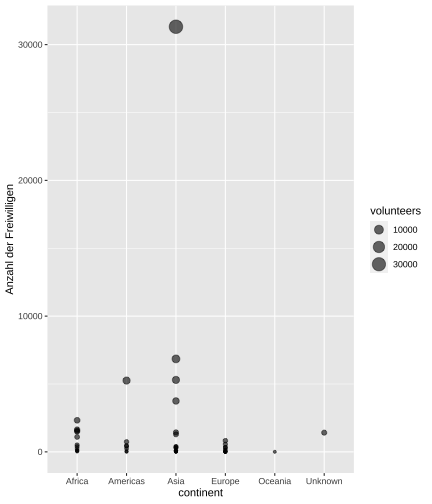 30000
20000
10000
0
Anzahl der Freiwilligen
Africa Americas Asia Europe Oceania Unknown
continent
volunteers
10000
20000
30000